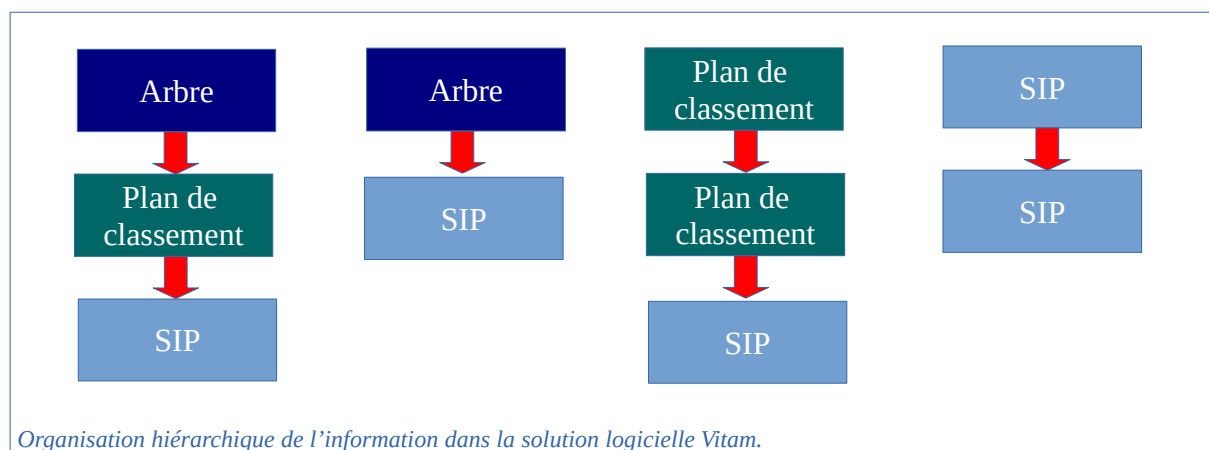 Arbre
Plan de
classement
SIP
Arbre
SIP
Plan de
classement
Plan de
classement
SIP
SIP
SIP
Organisation hiérarchique de l’information dans la solution logicielle Vitam.